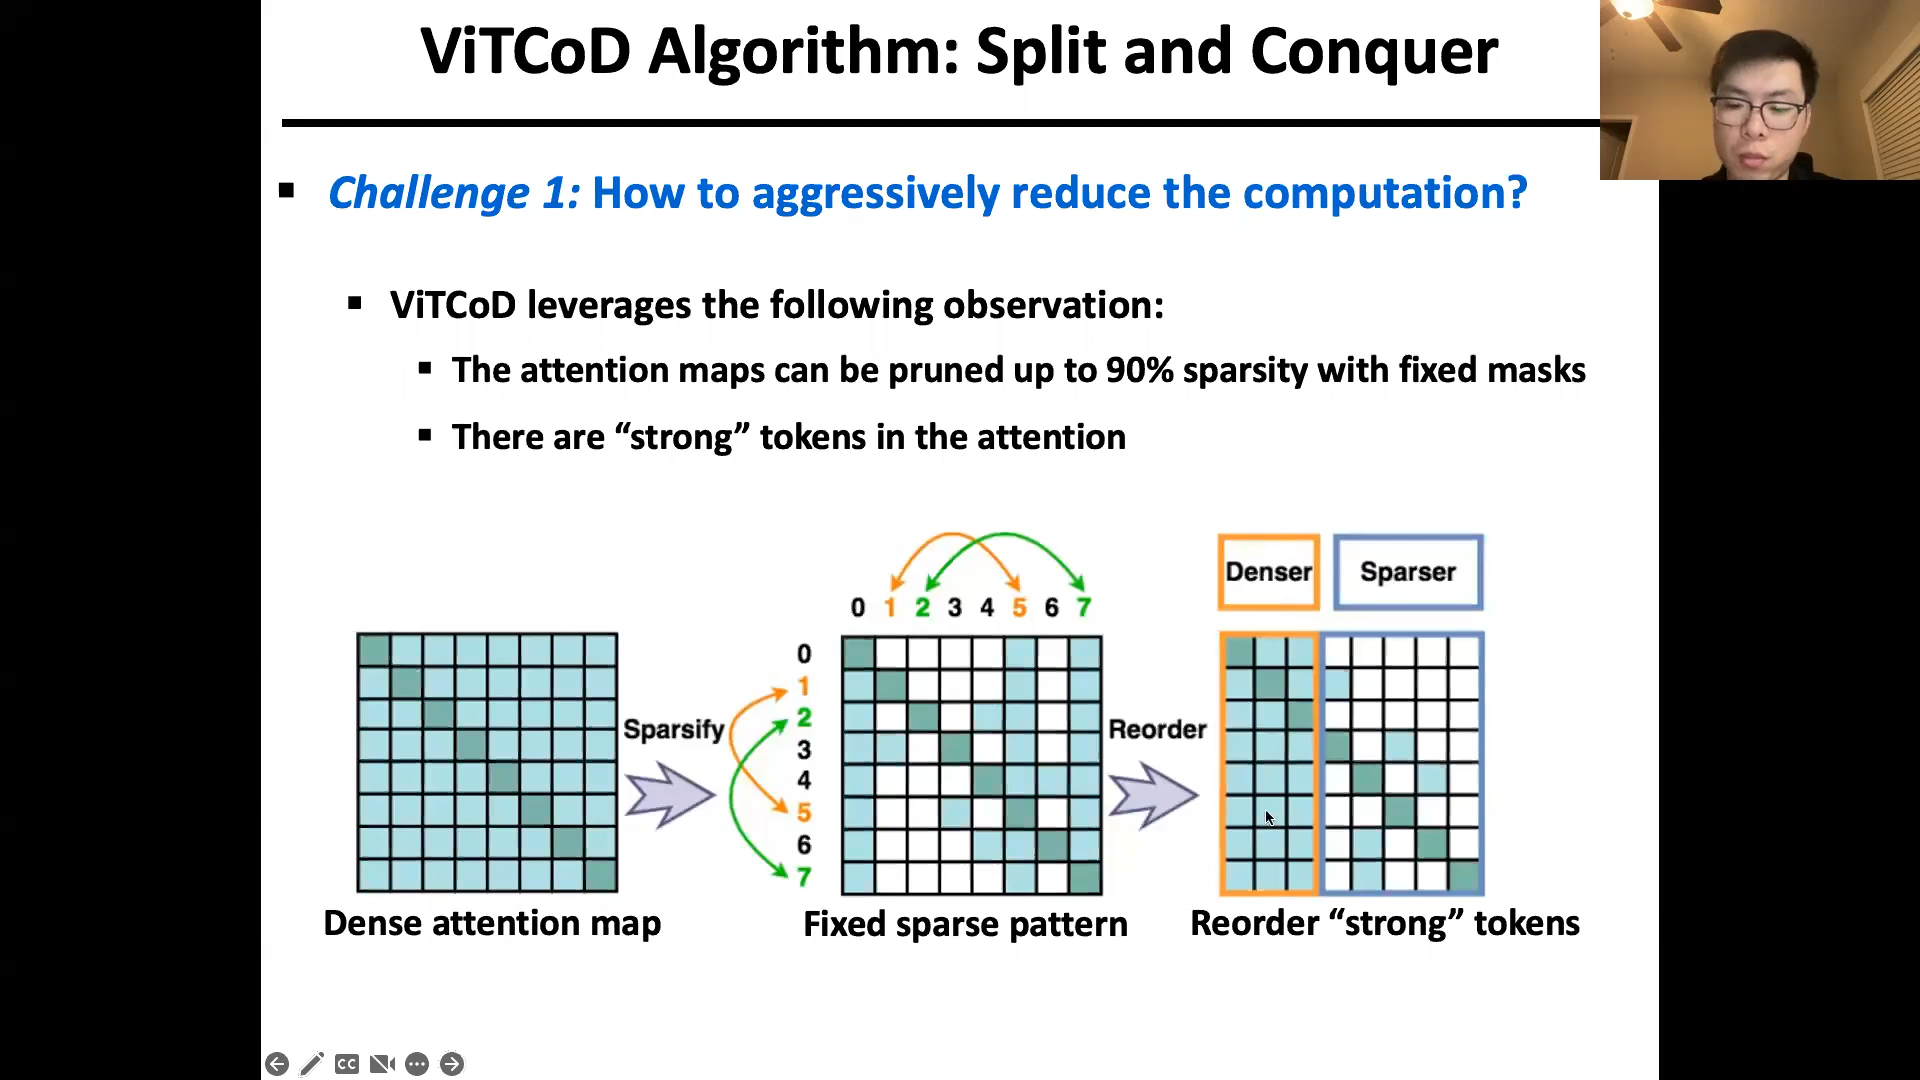 ViTCoD Algorithm: Split and Conquer
Challenge 1: How to aggressively reduce the computation?
ViTCoD leverages the following observation:
The attention maps can be pruned up to 90% sparsity with fixed masks
There are “strong” tokens in the attention
Denser Sparser
0 1 2 3 4 5 6 7
0
1
2
3
4
5
6
7
Sparsify
Reorder
Dense attention map
Fixed sparse pattern
Reorder “strong” tokens
CC